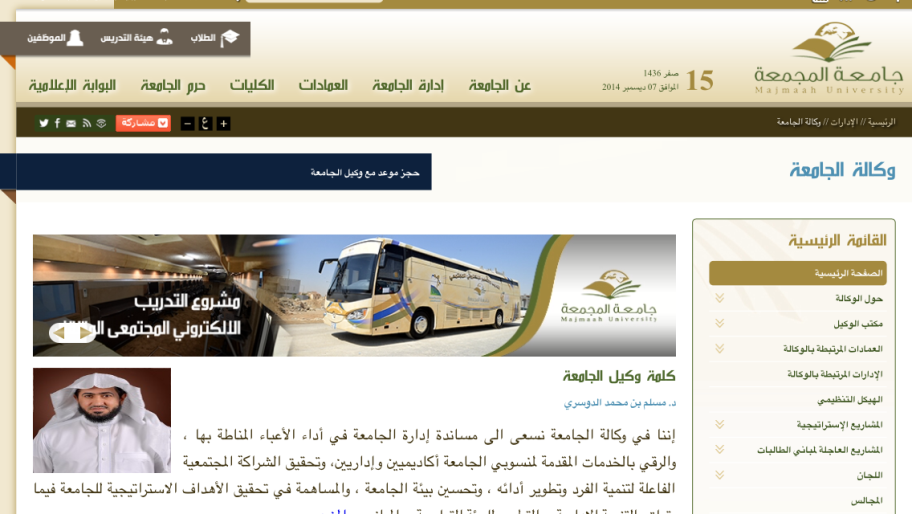 الطلاب
هيئة التدريس
الموظفين
جامعة المجمعة
Majmaah University
15
صفر 1436
الموافق 07 ديسمبر 2014
عن الجامعة
إدارة الجامعة
العمادات
الكليات
حرم الجامعة
البوابة الإعلامية
الرئيسية // الإدارات // وكالة الجامعة
+ ع −
مشاركة
وكالة الجامعة
حجز موعد مع وكيل الجامعة
القائمة الرئيسية
الصفحة الرئيسية
حول الوكالة
مكتب الوكيل
العمادات المرتبطة بالوكالة
الإدارات المرتبطة بالوكالة
الهيكل التنظيمي
المشاريع الإستراتيجية
المشاريع العاجلة لمباني الطالبات
اللجان
المجالس
جامعة المجمعة
Majmaah University
مشروع التدريب
الالكتروني المجتمعي
كلمة وكيل الجامعة
د. مسلم بن محمد الدوسري
إننا في وكالة الجامعة نسعى الى مساندة إدارة الجامعة في أداء الأعباء المناطة بها ،
والرقي بالخدمات المقدمة لمنسوبي الجامعة أكاديميين وإداريين، وتحقيق الشراكة المجتمعية
الفاعلة لتنمية الفرد وتطوير أدائه ، وتحسين بيئة الجامعة ، والمساهمة في تحقيق الأهداف الاستراتيجية للجامعة فيما